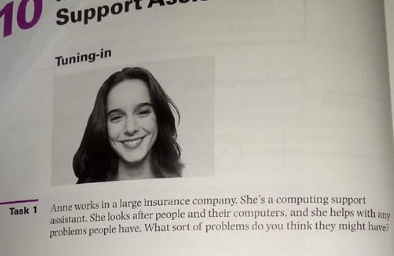 10
Support
Tuning-in
Task 1
Anne works in a large insurance company. She's a computing support
assistant. She looks after people and their computers, and she helps with any
problems people have. What sort of problems do you think they might have?